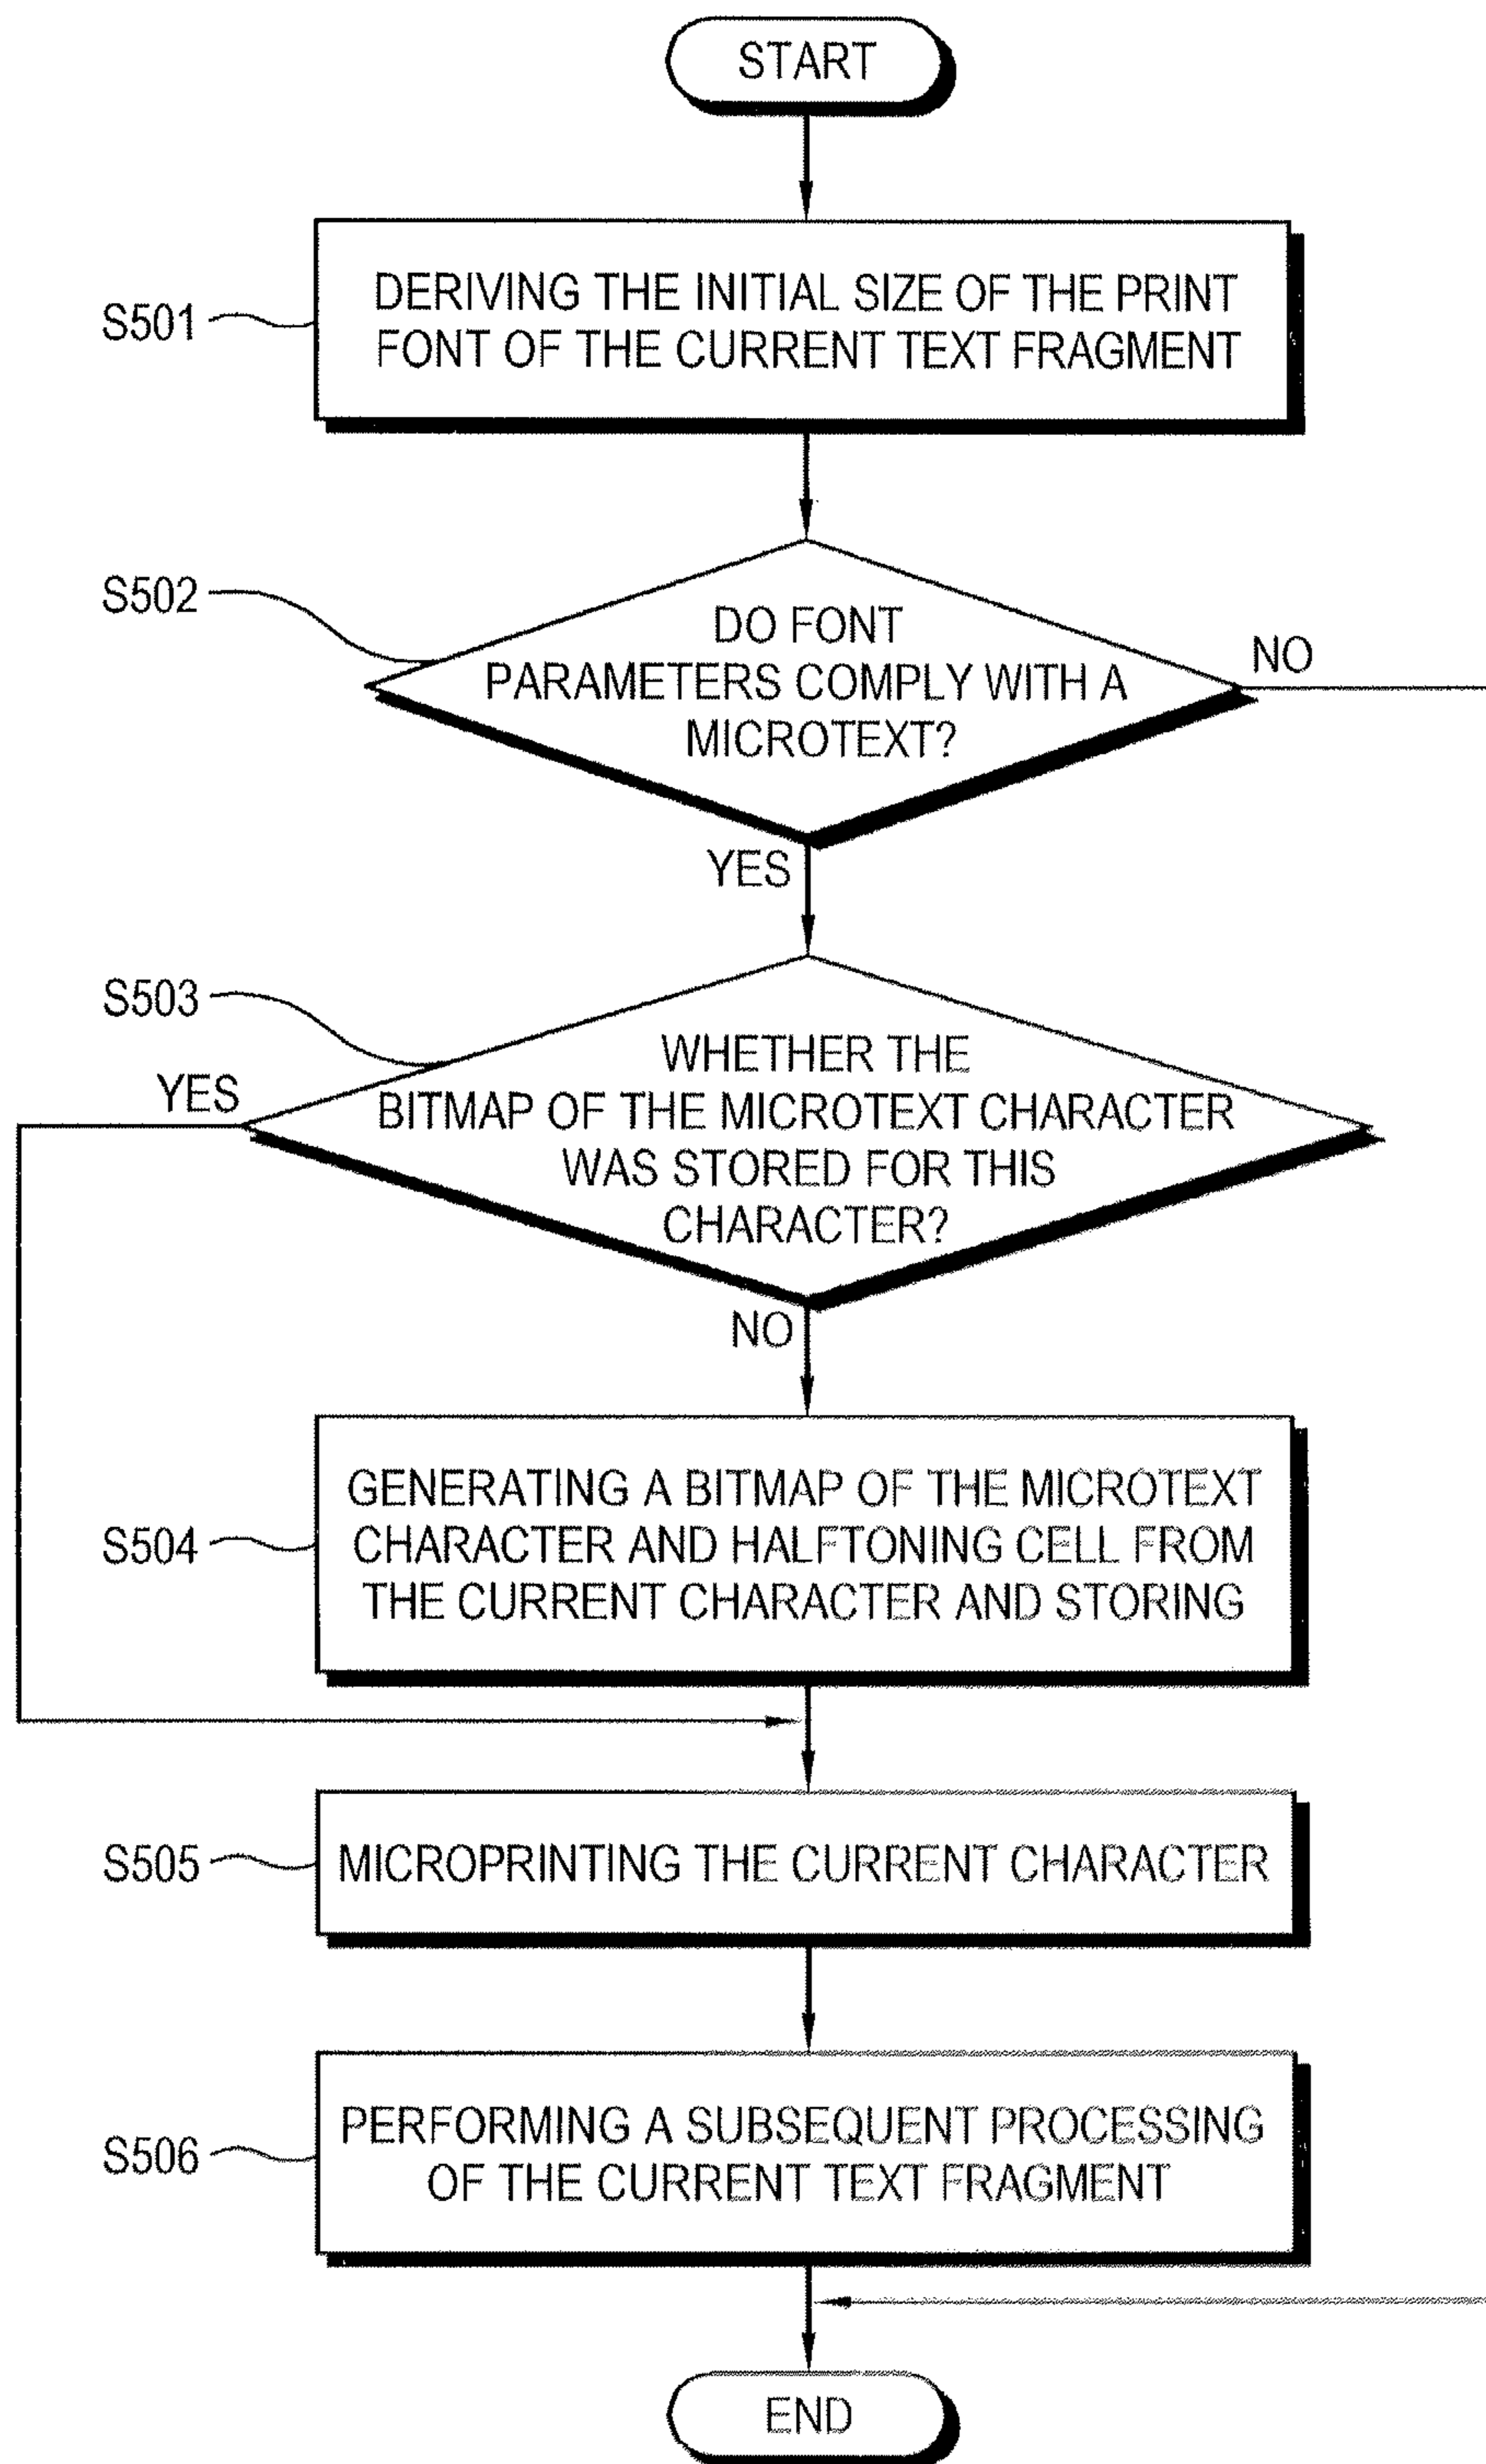 START
S501
DERIVING THE INITIAL SIZE OF THE PRINT
FONT OF THE CURRENT TEXT FRAGMENT
S502
DO FONT
PARAMETERS COMPLY WITH A
MICROTEXT?
NO
YES
S503
WHETHER THE
BITMAP OF THE MICROTEXT CHARACTER
WAS STORED FOR THIS
CHARACTER?
YES
NO
S504
GENERATING A BITMAP OF THE MICROTEXT
CHARACTER AND HALFTONING CELL FROM
THE CURRENT CHARACTER AND STORING
S505
MICROPRINTING THE CURRENT CHARACTER
S506
PERFORMING A SUBSEQUENT PROCESSING
OF THE CURRENT TEXT FRAGMENT
END